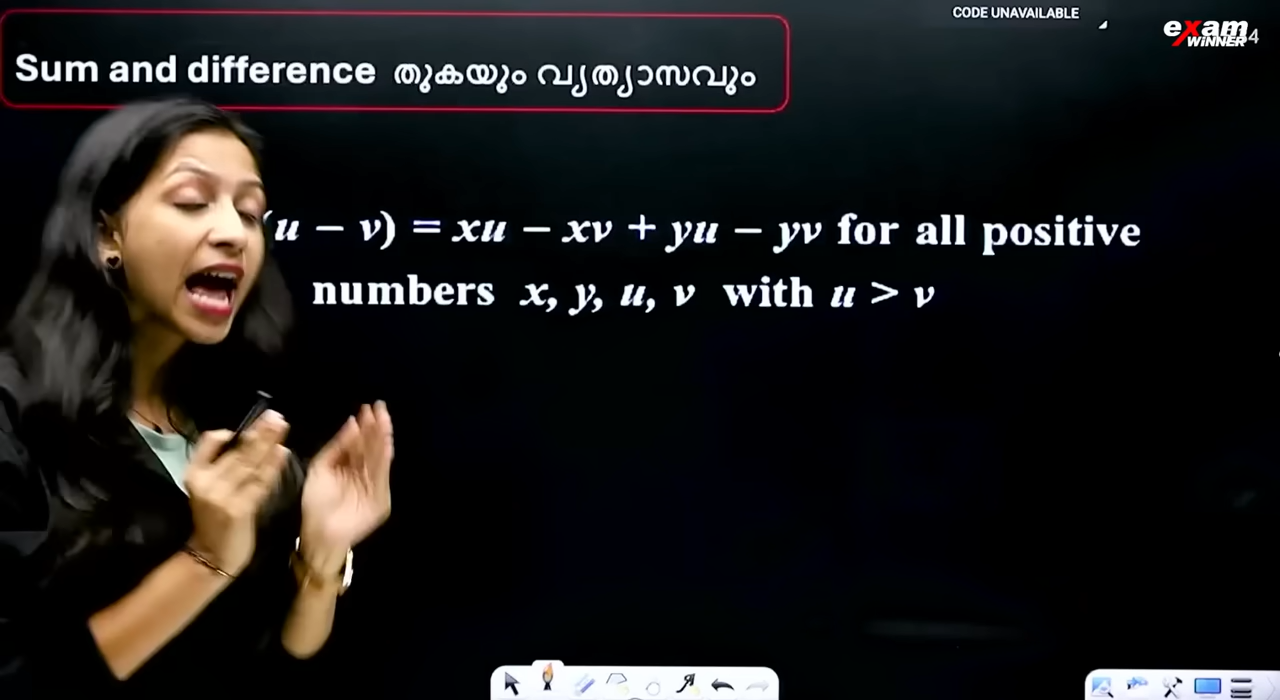 CODE UNAVAILABLE
exam
WINNER
Sum and difference തുകയും വ്യത്യാസവും
(u − v) = xu − xv + yu − yv for all positive
numbers x, y, u, v with u > v